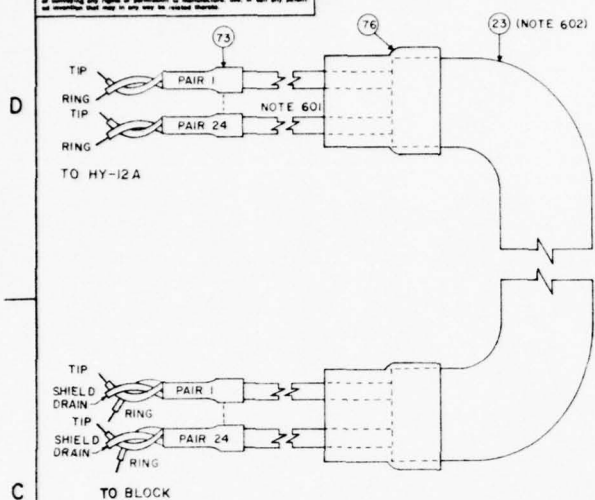 73
76
23 (NOTE 602)
D
TIP
PAIR 1
RING
NOTE 601
TIP
PAIR 24
RING
TO HY-12A
TIP
SHIELD
DRAIN
PAIR 1
RING
TIP
SHIELD
DRAIN
PAIR 24
RING
C
TO BLOCK